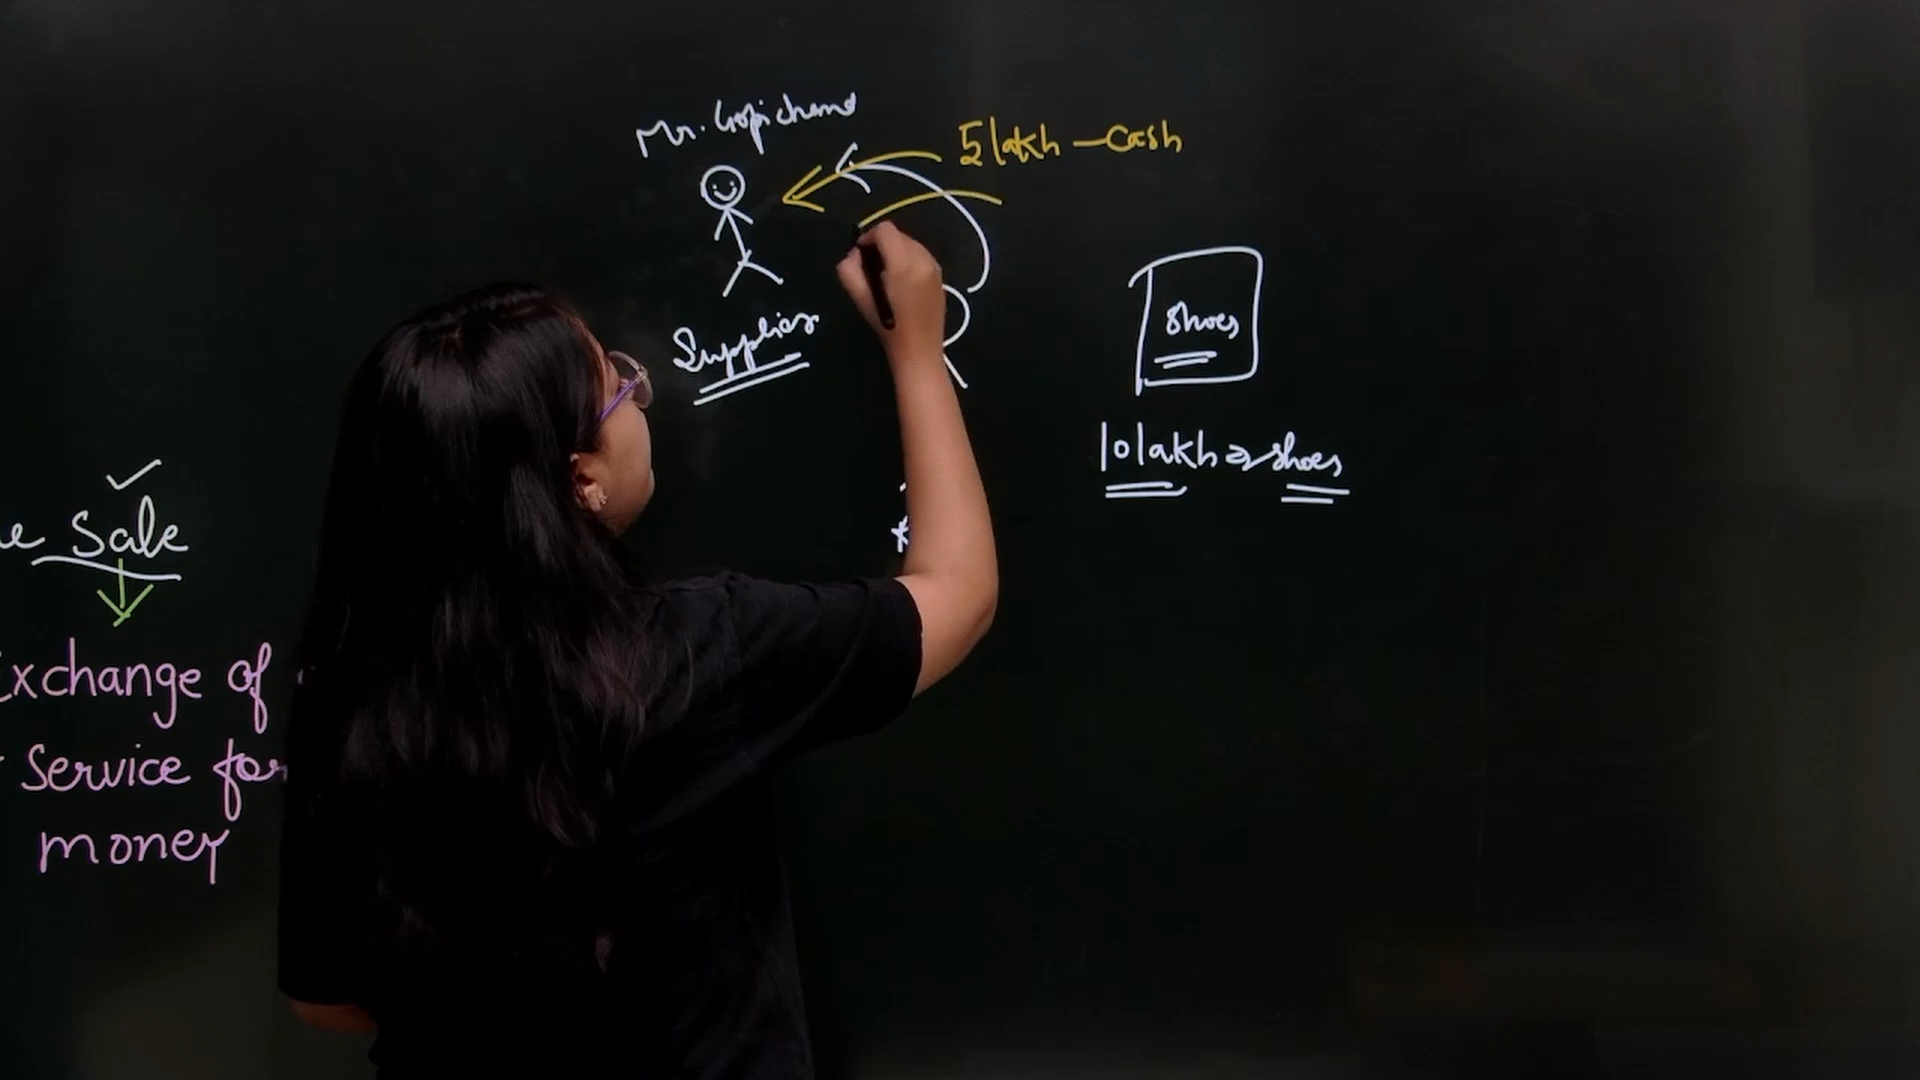 Sale
Exchange of
Service for
money
Mr. Gopichand
Supplier
5 lakh - Cash
Shoes
10 lakh shoes